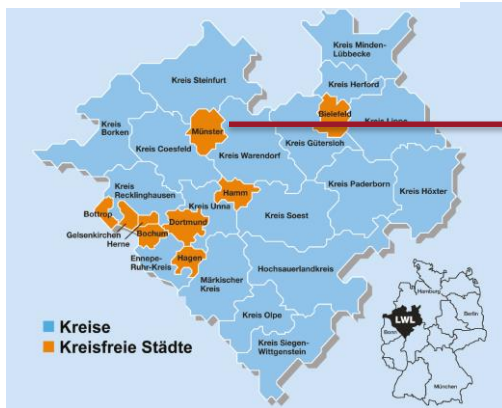 Kreis Minden-
Lübbecke
Kreis Steinfurt
Kreis Herford
Kreis
Borken
Münster
Bielefeld
Kreis Lippe
Kreis Coesfeld
Kreis Warendorf
Kreis Gütersloh
Kreis
Recklinghausen
Hamm
Kreis Paderborn
Kreis Höxter
Bottrop
Kreis Unna
Gelsenkirchen
Herne
Bochum
Dortmund
Kreis Soest
Ennepe-
Ruhr-Kreis
Hagen
Märkischer
Kreis
Hochsauerlandkreis
Kreis Olpe
Kreis Siegen-
Wittgenstein
Kreise
Kreisfreie Städte
Hamburg
Berlin
LWL
Bonn
München